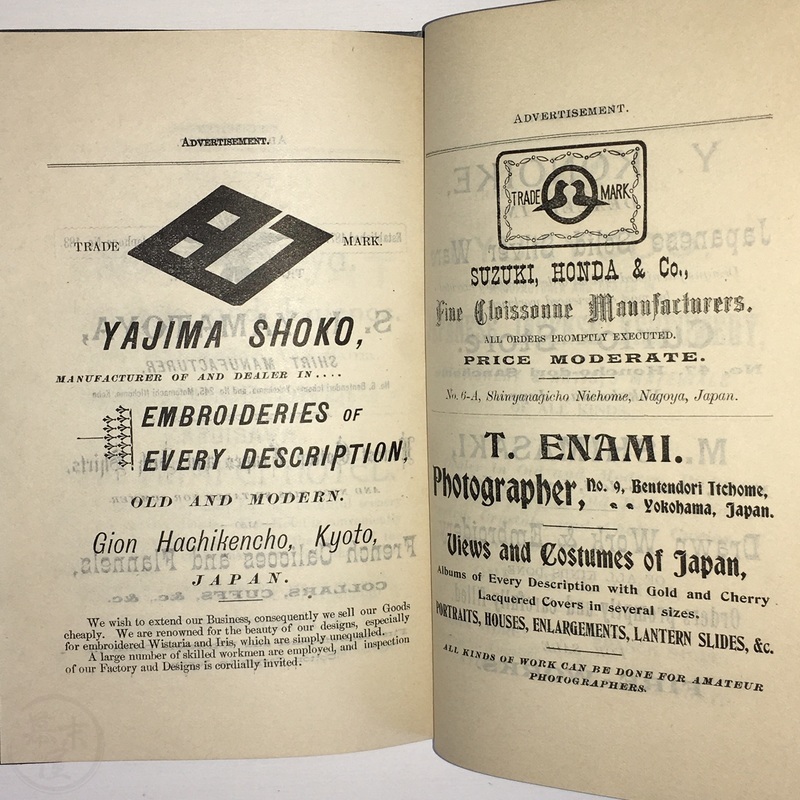 ADVERTISEMENT.
TRADE MARK.
YAJIMA SHOKO,
MANUFACTURER OF AND DEALER IN....
EMBROIDERIES OF
EVERY DESCRIPTION,
OLD AND MODERN.
Gion Hachikencho, Kyoto,
JAPAN.
We wish to extend our Business, consequently we sell our Goods
cheaply. We are renowned for the beauty of our designs, especially
for embroidered Wistaria and Iris, which are simply unequalled.
A large number of skilled workmen are employed, and inspection
of our Factory and Designs is cordially invited.
ADVERTISEMENT.
TRADE MARK
SUZUKI, HONDA & Co.,
Fine Cloissonne Manufacturers.
ALL ORDERS PROMPTLY EXECUTED.
PRICE MODERATE.
No. 6-A, Shinyanagicho Nichome, Nagoya, Japan.
T. ENAMI.
Photographer, No. 9, Bentendori Itchome,
Yokohama, Japan.
Views and Costumes of Japan,
Albums of Every Description with Gold and Cherry
Lacquered Covers in several sizes.
PORTRAITS, HOUSES, ENLARGEMENTS, LANTERN SLIDES, &c.
ALL KINDS OF WORK CAN BE DONE FOR AMATEUR
PHOTOGRAPHERS.